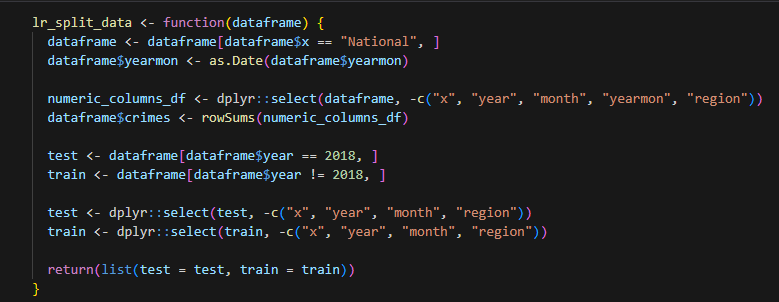 lr_split_data <- function(dataframe) {
  dataframe <- dataframe[dataframe$x == "National", ]
  dataframe$yearmon <- as.Date(dataframe$yearmon)

  numeric_columns_df <- dplyr::select(dataframe, -c("x", "year", "month", "yearmon", "region"))
  dataframe$crimes <- rowSums(numeric_columns_df)

  test <- dataframe[dataframe$year == 2018, ]
  train <- dataframe[dataframe$year != 2018, ]

  test <- dplyr::select(test, -c("x", "year", "month", "region"))
  train <- dplyr::select(train, -c("x", "year", "month", "region"))

  return(list(test = test, train = train))
}